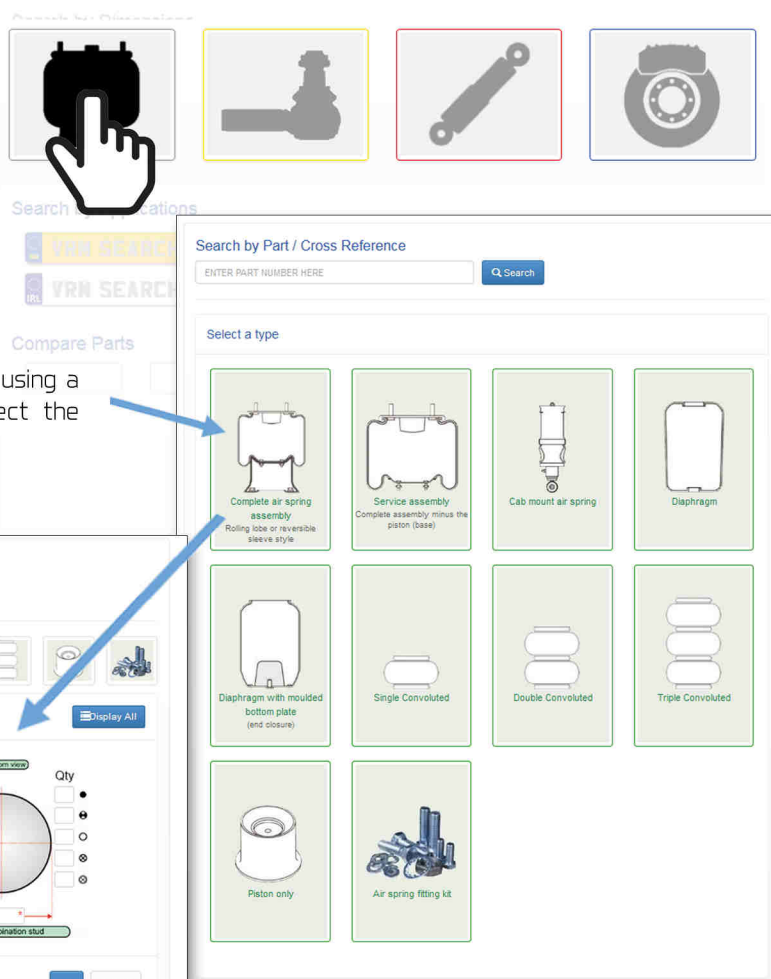 Search by Dimensions
Search by Applications
VRN SEARCH
IRL VRN SEARCH
Compare Parts
using a
ect the
Search by Part / Cross Reference
ENTER PART NUMBER HERE
Search
Select a type
Complete air spring
assembly
Rolling lobe or reversible
sleeve style
Service assembly
Complete assembly minus the
piston (base)
Cab mount air spring
Diaphragm
Diaphragm with moulded
bottom plate
(end closure)
Single Convoluted
Double Convoluted
Triple Convoluted
Piston only
Air spring fitting kit
Display All
om view
Qty
bination stud